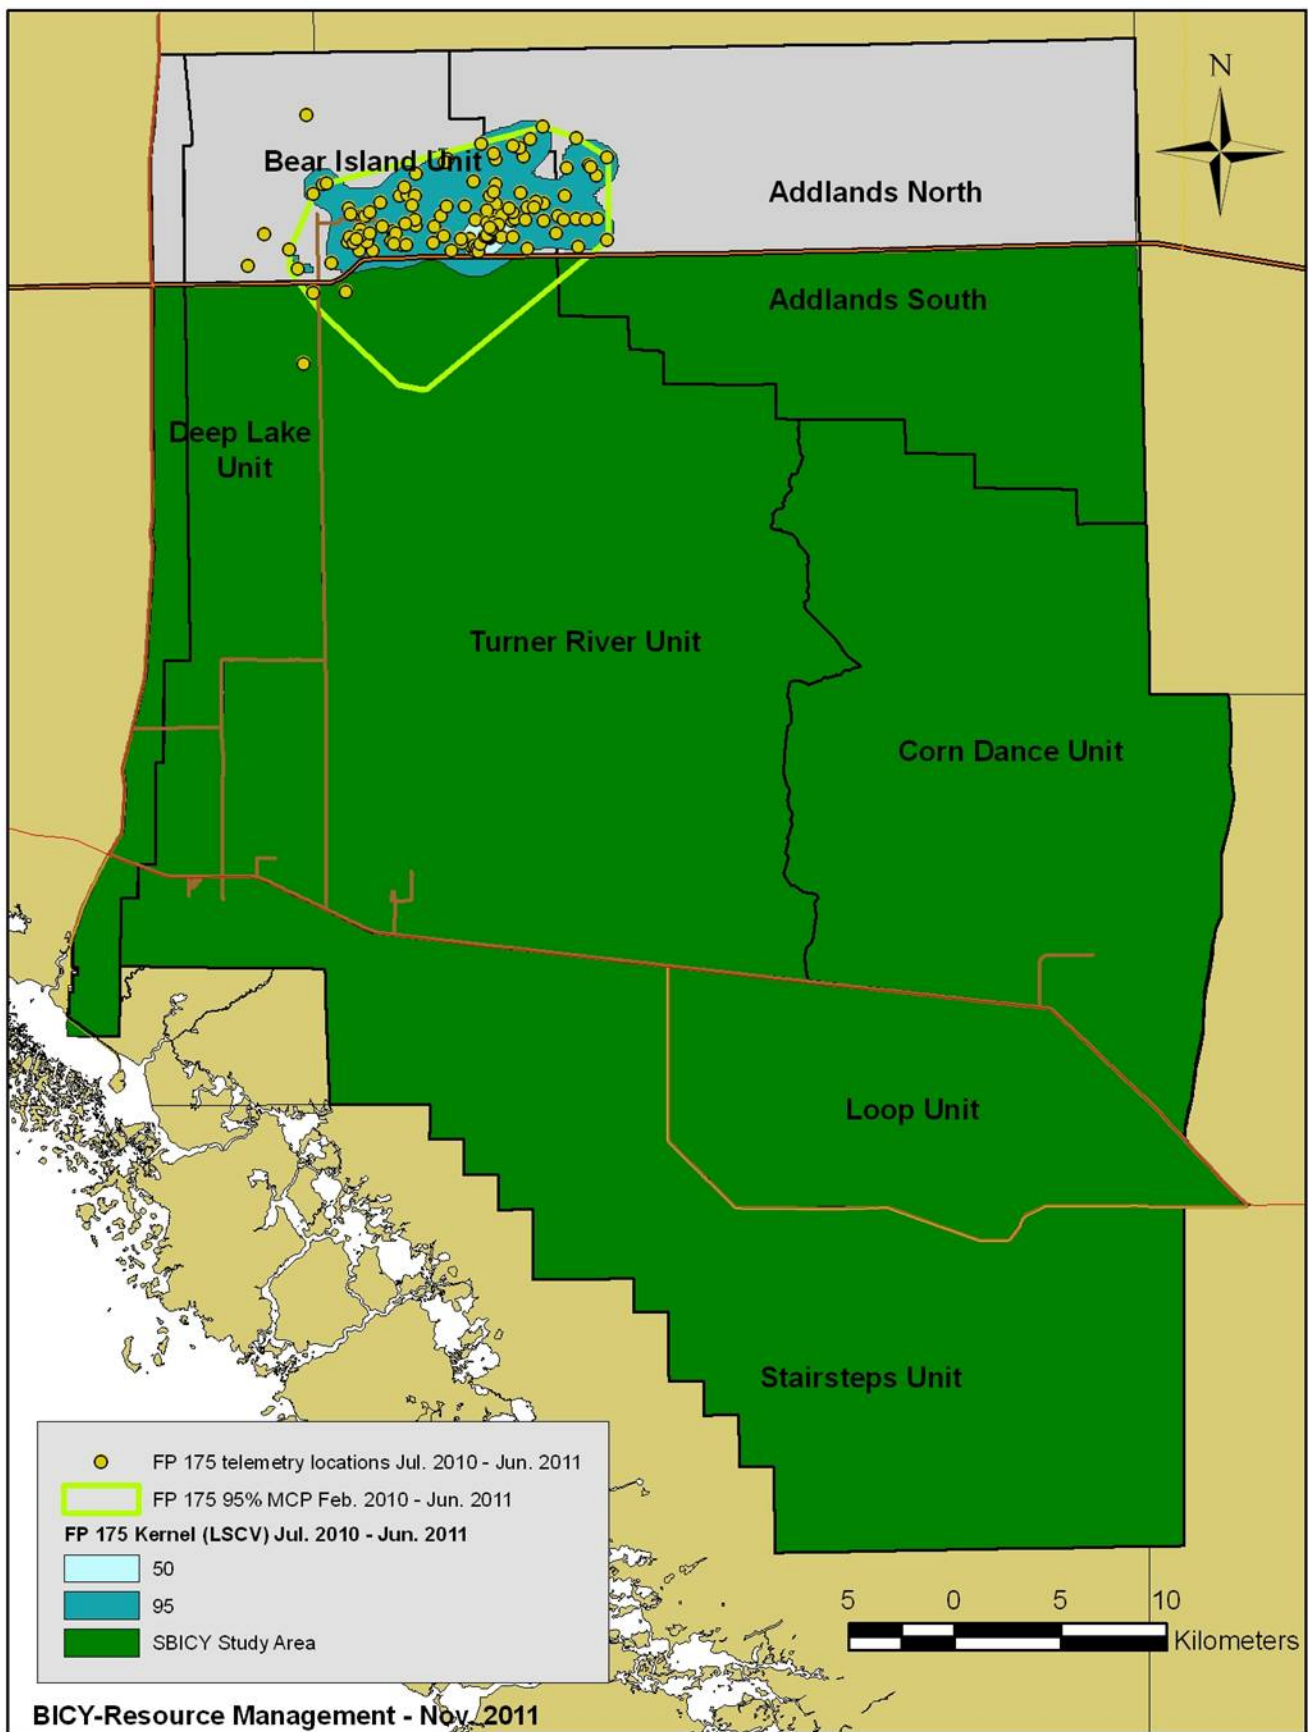 N
Bear Island Unit
Addlands North
Addlands South
Deep Lake
Unit
Turner River Unit
Corn Dance Unit
Loop Unit
Stairsteps Unit
FP 175 telemetry locations Jul. 2010 - Jun. 2011
FP 175 95% MCP Feb. 2010 - Jun. 2011
FP 175 Kernel (LSCV) Jul. 2010 - Jun. 2011
50
95
SBICY Study Area
5 0 5 10
Kilometers
BICY-Resource Management - Nov. 2011